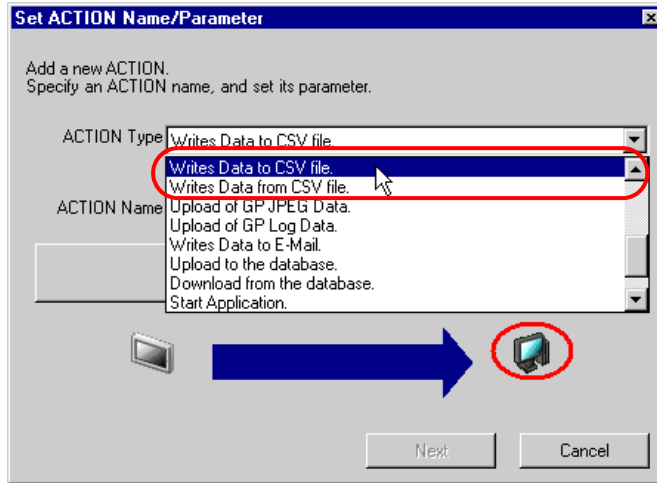 Set ACTION Name/Parameter
Add a new ACTION.
Specify an ACTION name, and set its parameter.
ACTION Type
Writes Data to CSV file.
Writes Data to CSV file.
Writes Data from CSV file.
ACTION Name
Upload of GP JPEG Data.
Upload of GP Log Data.
Writes Data to E-Mail.
Upload to the database.
Download from the database.
Start Application.
Next
Cancel